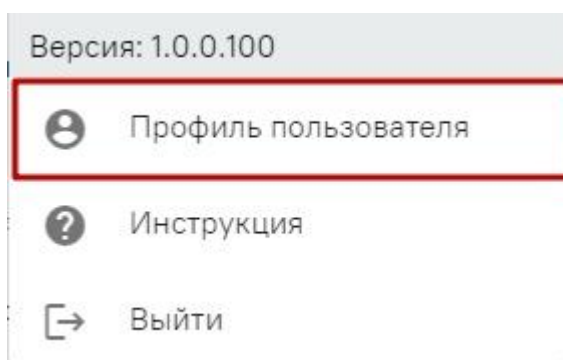 Версия: 1.0.0.100
Профиль пользователя
Инструкция
Выйти